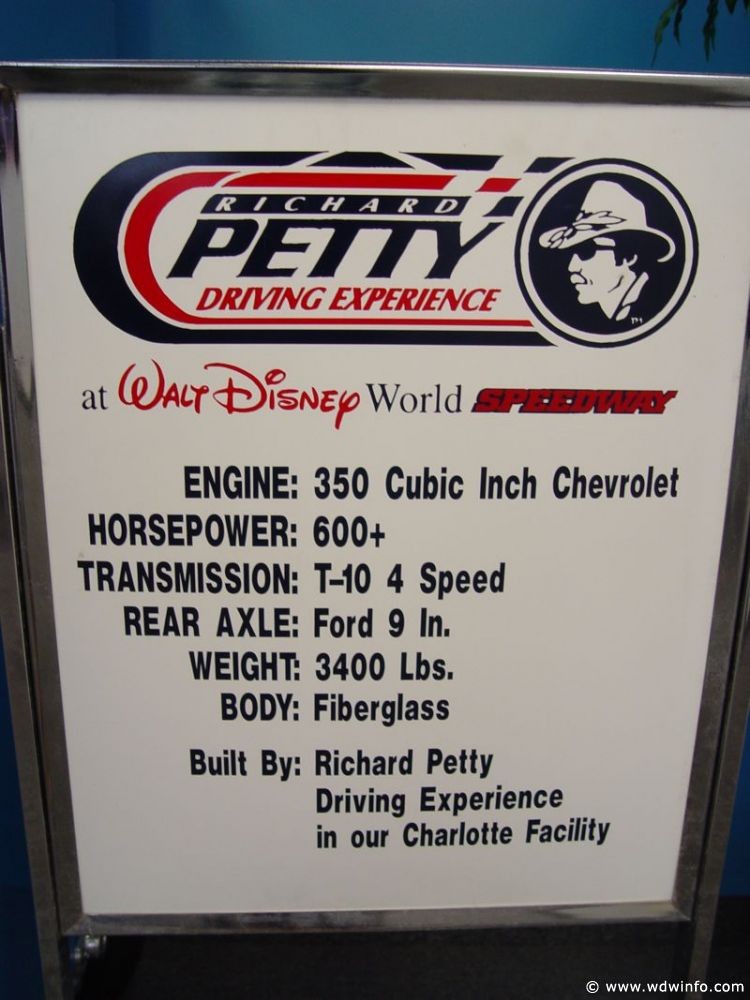 RICHARD
PETTY
DRIVING EXPERIENCE
TM
at WALT DISNEY World SPEEDWAY
ENGINE: 350 Cubic Inch Chevrolet
HORSEPOWER: 600+
TRANSMISSION: T-10 4 Speed
REAR AXLE: Ford 9 In.
WEIGHT: 3400 Lbs.
BODY: Fiberglass
Built By: Richard Petty
Driving Experience
in our Charlotte Facility
© www.wdwinfo.com